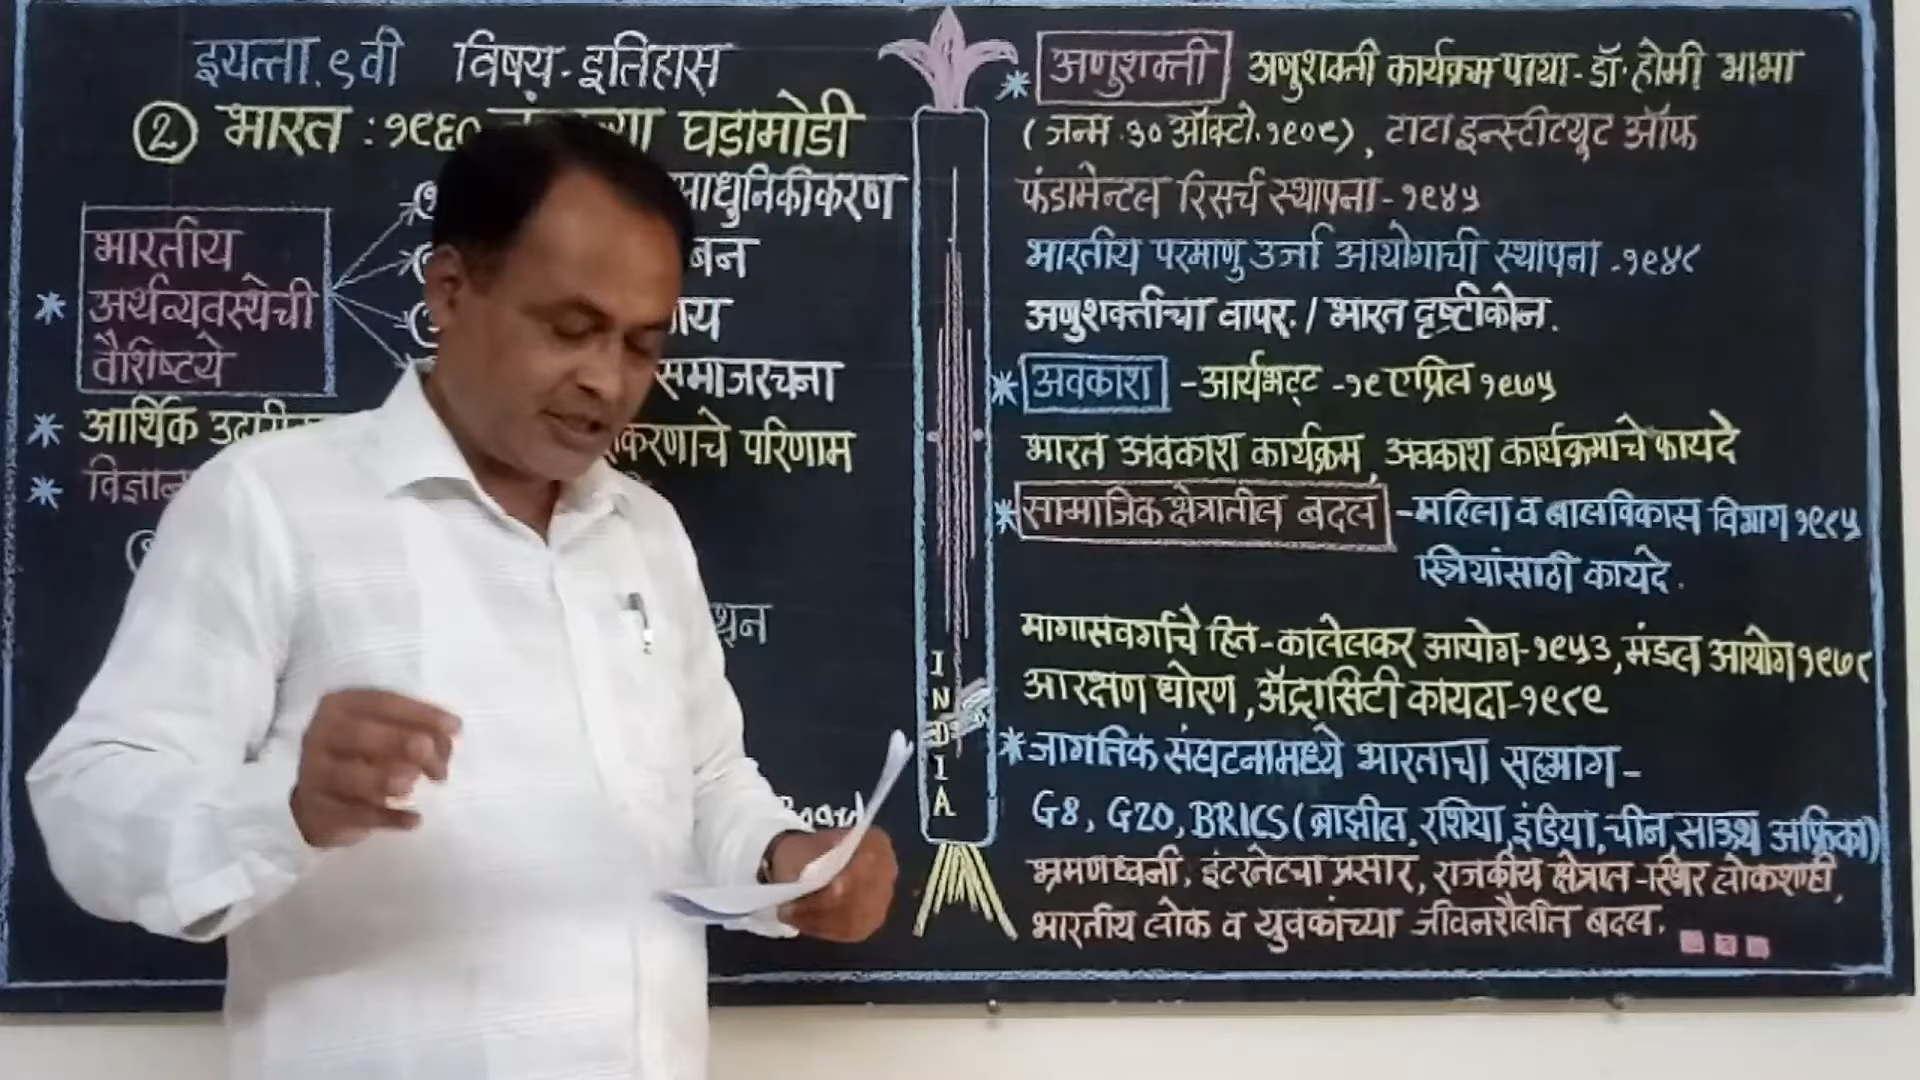 इयत्ता.९वी विषय-इतिहास
② भारत : १९६० घडामोडी
आधुनिकीकरण
भारतीय
अर्थव्यवस्थेची
वैशिष्टये
समाजरचना
* आर्थिक परिणाम
*
Board
* अणुशक्ती अणुशक्ती कार्यक्रम पाया-डॉ.होमी भाभा
(जन्म.३० ऑक्टो.१९०९), टाटा इन्स्टीट्युट ऑफ
फंडामेन्टल रिसर्च स्थापना-१९४५
भारतीय परमाणु उर्जा आयोगाची स्थापना -१९४८
अणुशक्तीचा वापर./भारत दृष्टीकोन.
* अवकाश -आर्यभट्ट -१९ एप्रिल १९७५
भारत अवकाश कार्यक्रम, अवकाश कार्यक्रमाचे फायदे
* सामाजिक क्षेत्रातील बदल -महिला व बालविकास विभाग १९८५
स्त्रियांसाठी कायदे.
मागासवर्गाचे हित-कालेलकर आयोग-१९५३, मंडल आयोग १९७८
आरक्षण धोरण, ॲट्रासिटी कायदा-१९८९
* जागतिक संघटनामध्ये भारताचा सहभाग-
G8, G20, BRICS(ब्राझील, रशिया, इंडिया, चीन, साऊथ अफ्रिका)
भ्रमणध्वनी, इंटरनेटचा प्रसार, राजकीय क्षेत्रात-स्थिर लोकशाही,
भारतीय लोक व युवकांच्या जीवनशैलीत बदल.
INDIA